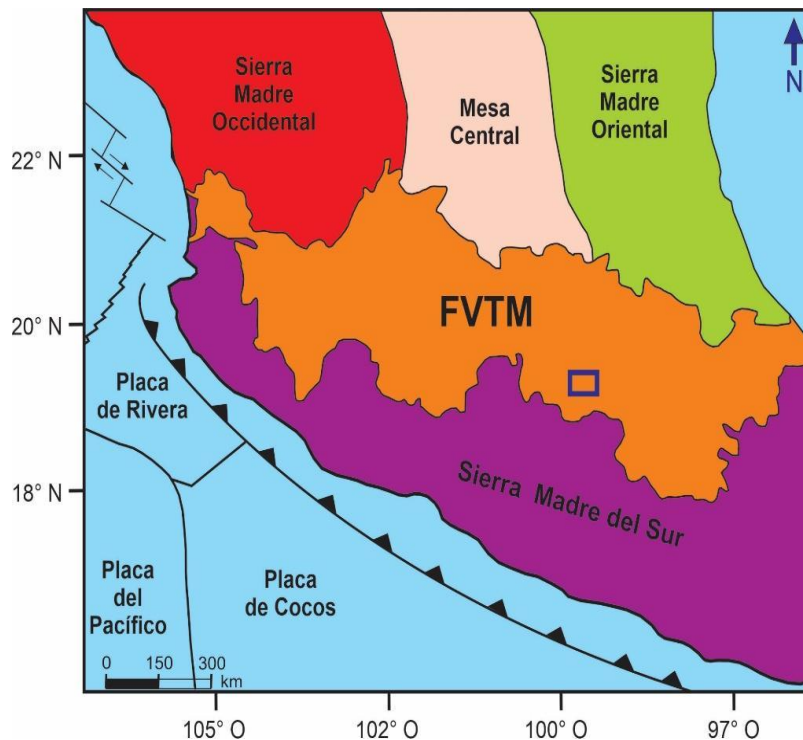 Sierra
Madre
Occidental
Mesa
Central
Sierra
Madre
Oriental
N
22° N
20° N
18° N
FVTM
Placa
de Rivera
Sierra Madre del Sur
Placa
del
Pacífico
Placa
de Cocos
0 150 300
km
105° O
102° O
100° O
97° O